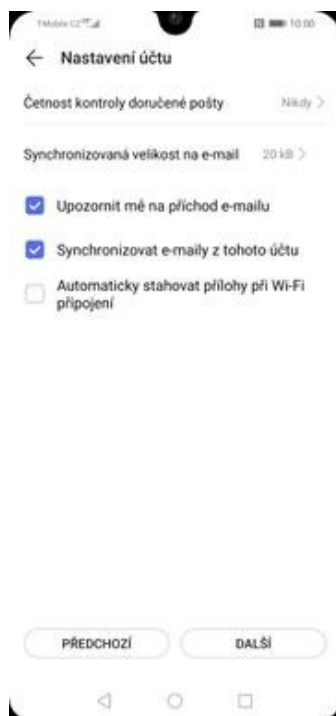 T-Mobile CZ
10:00
Nastavení účtu
Četnost kontroly doručené pošty Nikdy
Synchronizovaná velikost na e-mail 20 kB
Upozornit mě na příchod e-mailu
Synchronizovat e-maily z tohoto účtu
Automaticky stahovat přílohy při Wi-Fi
připojení
PŘEDCHOZÍ DALŠÍ